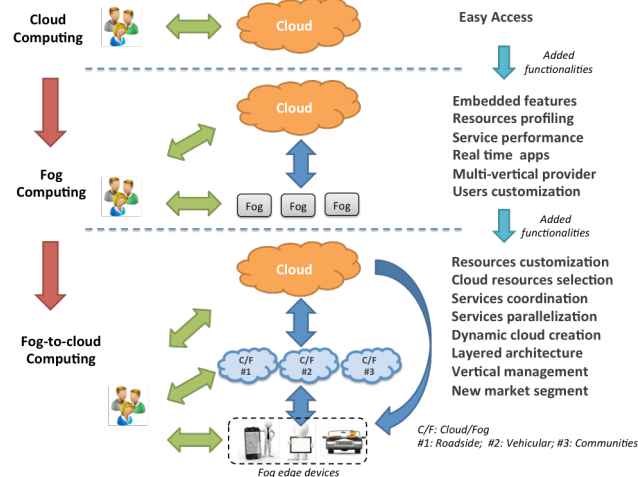 Cloud
Computing
Cloud
Easy Access
Added
functionalities
Cloud
Fog
Computing
Fog
Fog
Fog
Embedded features
Resources profiling
Service performance
Real time apps
Multi-vertical provider
Users customization
Added
functionalities
Cloud
Fog-to-cloud
Computing
C/F
#1
C/F
#2
C/F
#3
Fog edge devices
Resources customization
Cloud resources selection
Services coordination
Services parallelization
Dynamic cloud creation
Layered architecture
Vertical management
New market segment
C/F: Cloud/Fog
#1: Roadside; #2: Vehicular; #3: Communities